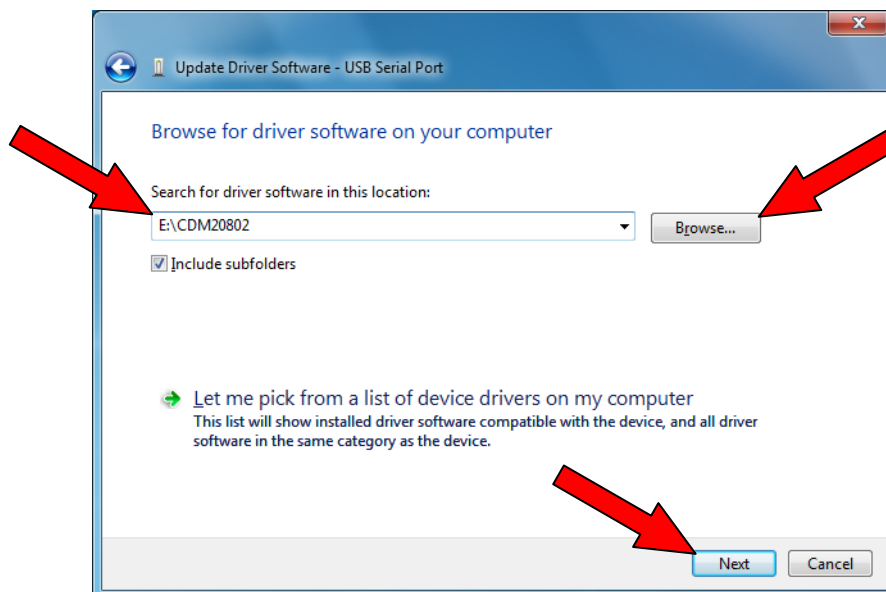 Update Driver Software - USB Serial Port
Browse for driver software on your computer
Search for driver software in this location:
E:\CDM20802
Browse...
Include subfolders
Let me pick from a list of device drivers on my computer
This list will show installed driver software compatible with the device, and all driver
software in the same category as the device.
Next
Cancel